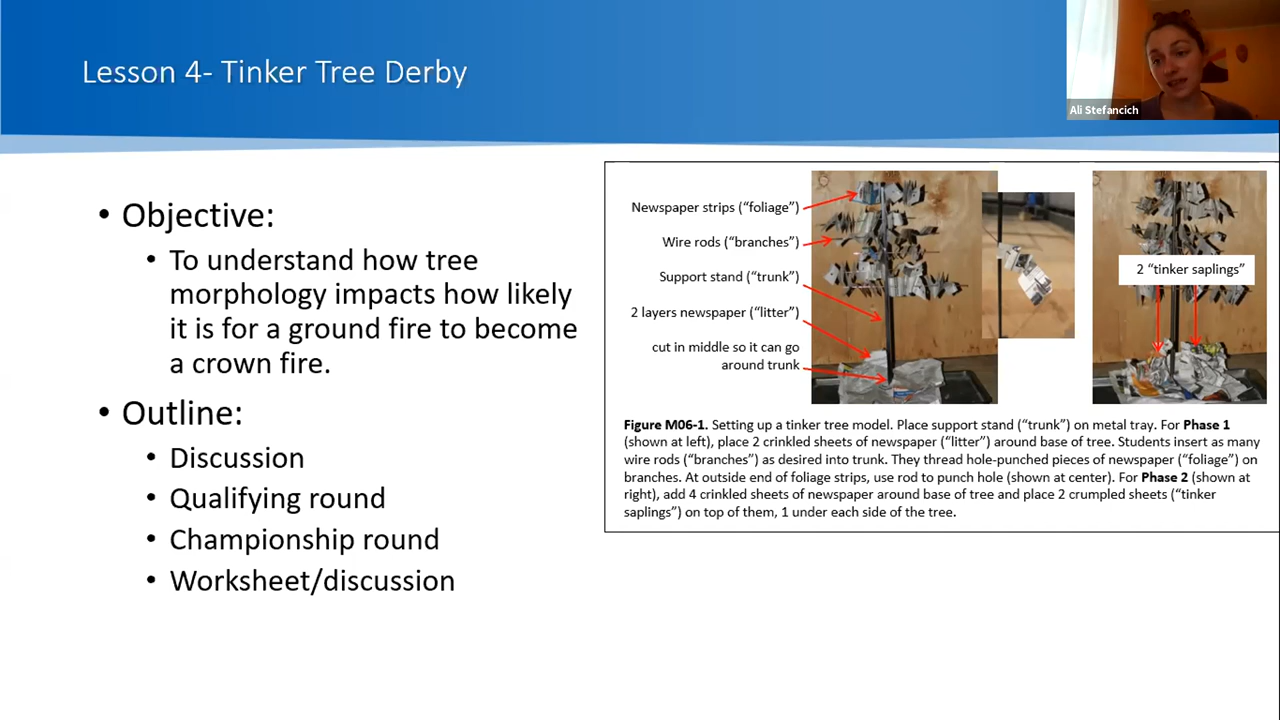 Lesson 4- Tinker Tree Derby
Ali Stefancich
• Objective:
• To understand how tree
morphology impacts how likely
it is for a ground fire to become
a crown fire.
• Outline:
• Discussion
• Qualifying round
• Championship round
• Worksheet/discussion
Newspaper strips (“foliage”)
Wire rods (“branches”)
Support stand (“trunk”)
2 layers newspaper (“litter”)
cut in middle so it can go
around trunk
2 “tinker saplings”
Figure M06-1. Setting up a tinker tree model. Place support stand (“trunk”) on metal tray. For Phase 1
(shown at left), place 2 crinkled sheets of newspaper (“litter”) around base of tree. Students insert as many
wire rods (“branches”) as desired into trunk. They thread hole-punched pieces of newspaper (“foliage”) on
branches. At outside end of foliage strips, use rod to punch hole (shown at center). For Phase 2 (shown at
right), add 4 crinkled sheets of newspaper around base of tree and place 2 crumpled sheets (“tinker
saplings”) on top of them, 1 under each side of the tree.